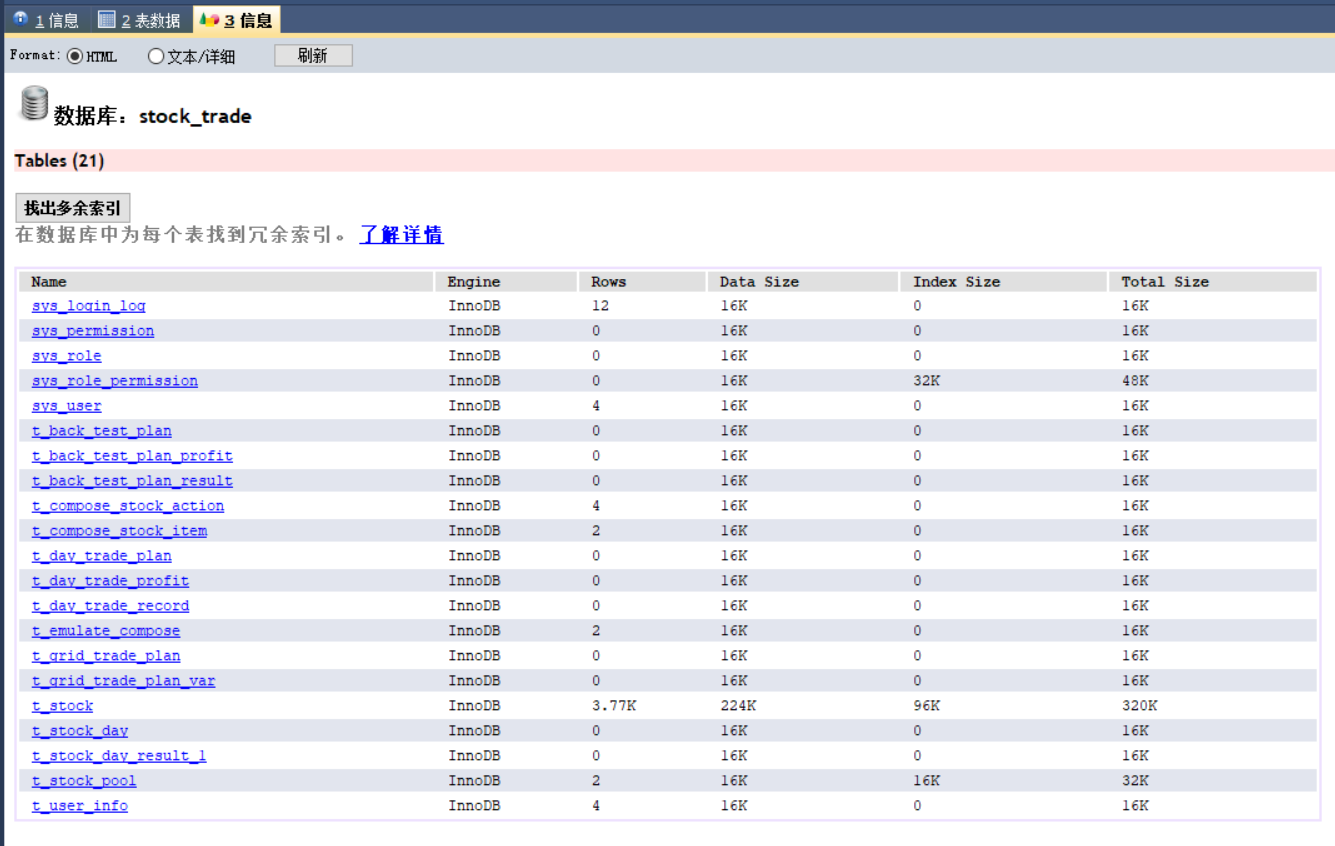 1 信息 2 表数据 3 信息
Format: HTML 文本/详细 刷新
数据库：stock_trade
Tables (21)
找出多余索引
在数据库中为每个表找到冗余索引。 了解详情
Name Engine Rows Data Size Index Size Total Size
sys_login_log InnoDB 12 16K 0 16K
sys_permission InnoDB 0 16K 0 16K
sys_role InnoDB 0 16K 0 16K
sys_role_permission InnoDB 0 16K 32K 48K
sys_user InnoDB 4 16K 0 16K
t_back_test_plan InnoDB 0 16K 0 16K
t_back_test_plan_profit InnoDB 0 16K 0 16K
t_back_test_plan_result InnoDB 0 16K 0 16K
t_compose_stock_action InnoDB 4 16K 0 16K
t_compose_stock_item InnoDB 2 16K 0 16K
t_day_trade_plan InnoDB 0 16K 0 16K
t_day_trade_profit InnoDB 0 16K 0 16K
t_day_trade_record InnoDB 0 16K 0 16K
t_emulate_compose InnoDB 2 16K 0 16K
t_grid_trade_plan InnoDB 0 16K 0 16K
t_grid_trade_plan_var InnoDB 0 16K 0 16K
t_stock InnoDB 3.77K 224K 96K 320K
t_stock_day InnoDB 0 16K 0 16K
t_stock_day_result_1 InnoDB 0 16K 0 16K
t_stock_pool InnoDB 2 16K 16K 32K
t_user_info InnoDB 4 16K 0 16K